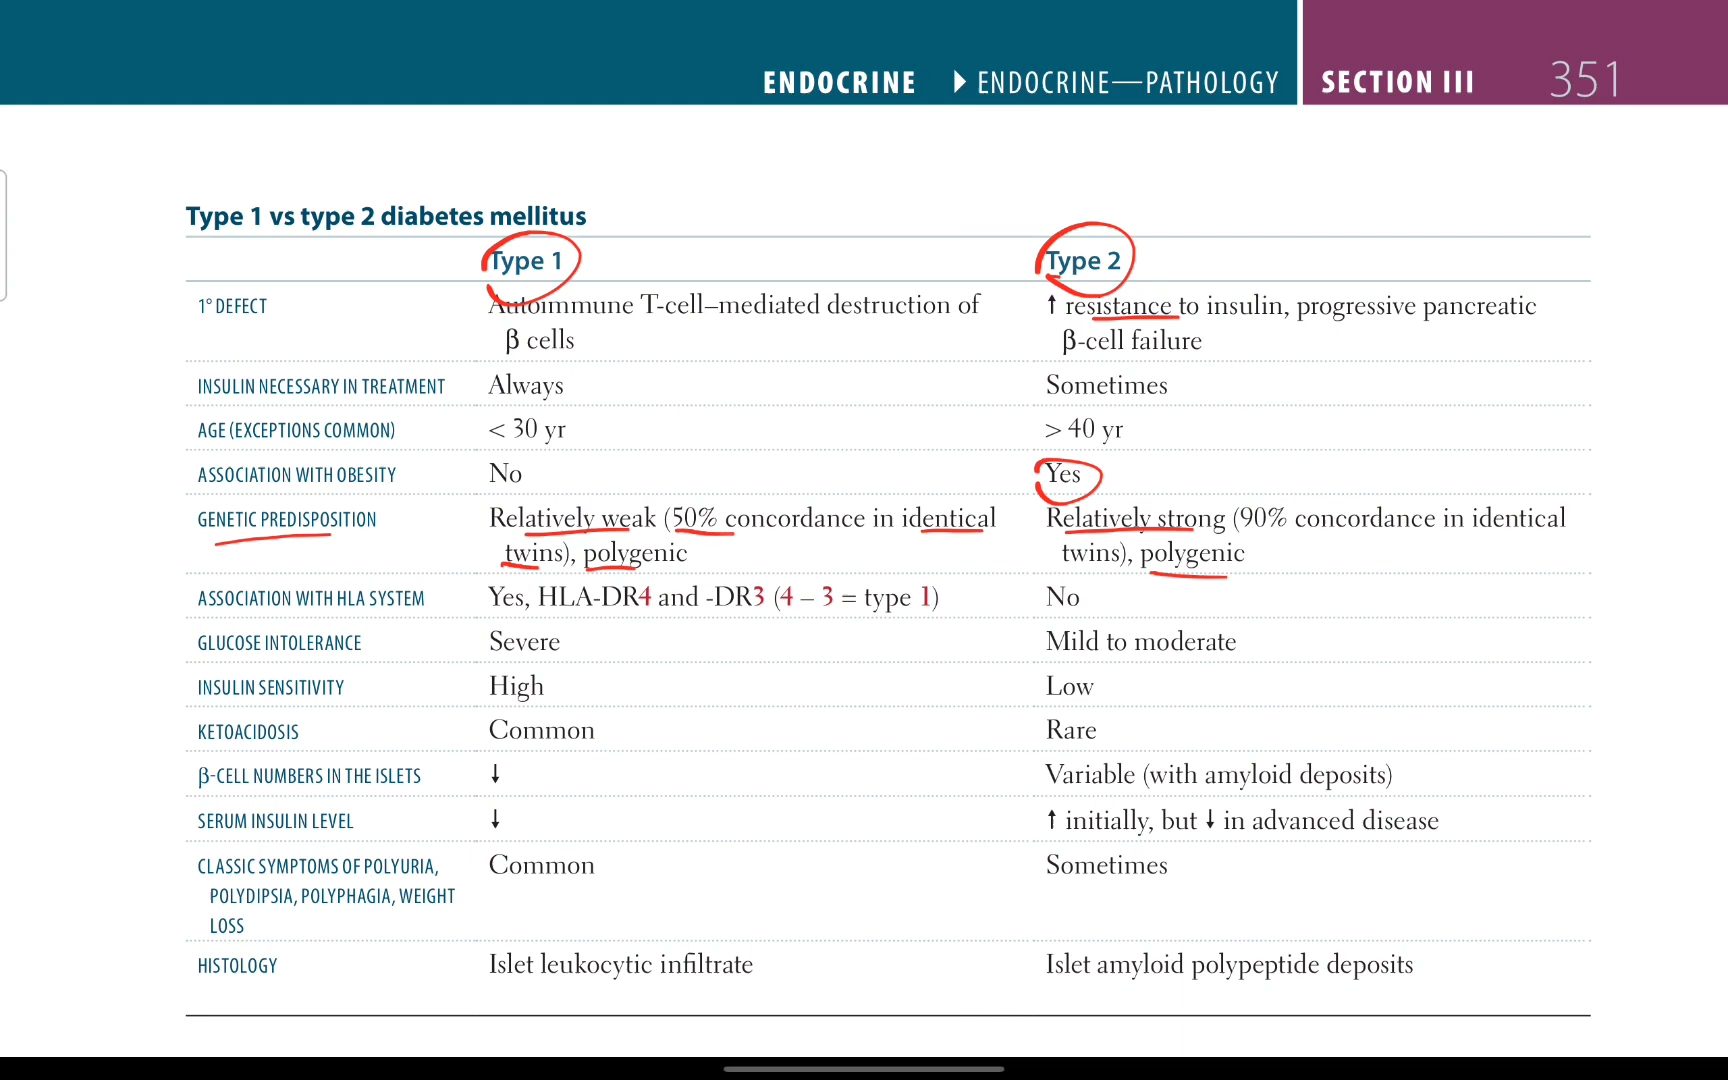 ENDOCRINE ▶ ENDOCRINE—PATHOLOGY SECTION III 351
Type 1 vs type 2 diabetes mellitus
Type 1 Type 2
1° DEFECT Autoimmune T-cell–mediated destruction of β cells ↑ resistance to insulin, progressive pancreatic β-cell failure
INSULIN NECESSARY IN TREATMENT Always Sometimes
AGE (EXCEPTIONS COMMON) < 30 yr > 40 yr
ASSOCIATION WITH OBESITY No Yes
GENETIC PREDISPOSITION Relatively weak (50% concordance in identical twins), polygenic Relatively strong (90% concordance in identical twins), polygenic
ASSOCIATION WITH HLA SYSTEM Yes, HLA-DR4 and -DR3 (4 – 3 = type 1) No
GLUCOSE INTOLERANCE Severe Mild to moderate
INSULIN SENSITIVITY High Low
KETOACIDOSIS Common Rare
β-CELL NUMBERS IN THE ISLETS ↓ Variable (with amyloid deposits)
SERUM INSULIN LEVEL ↓ ↑ initially, but ↓ in advanced disease
CLASSIC SYMPTOMS OF POLYURIA, POLYDIPSIA, POLYPHAGIA, WEIGHT LOSS Common Sometimes
HISTOLOGY Islet leukocytic infiltrate Islet amyloid polypeptide deposits